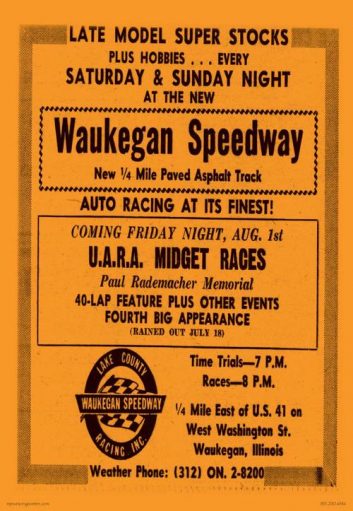 LATE MODEL SUPER STOCKS
PLUS HOBBIES . . . EVERY
SATURDAY & SUNDAY NIGHT
AT THE NEW
Waukegan Speedway
New ¼ Mile Paved Asphalt Track
AUTO RACING AT ITS FINEST!
COMING FRIDAY NIGHT, AUG. 1st
U.A.R.A. MIDGET RACES
Paul Rademacher Memorial
40-LAP FEATURE PLUS OTHER EVENTS
FOURTH BIG APPEARANCE
(RAINED OUT JULY 18)
LAKE COUNTY
WAUKEGAN SPEEDWAY
RACING INC.
Time Trials—7 P.M.
Races—8 P.M.
¼ Mile East of U.S. 41 on
West Washington St.
Waukegan, Illinois
Weather Phone: (312) ON. 2-8200